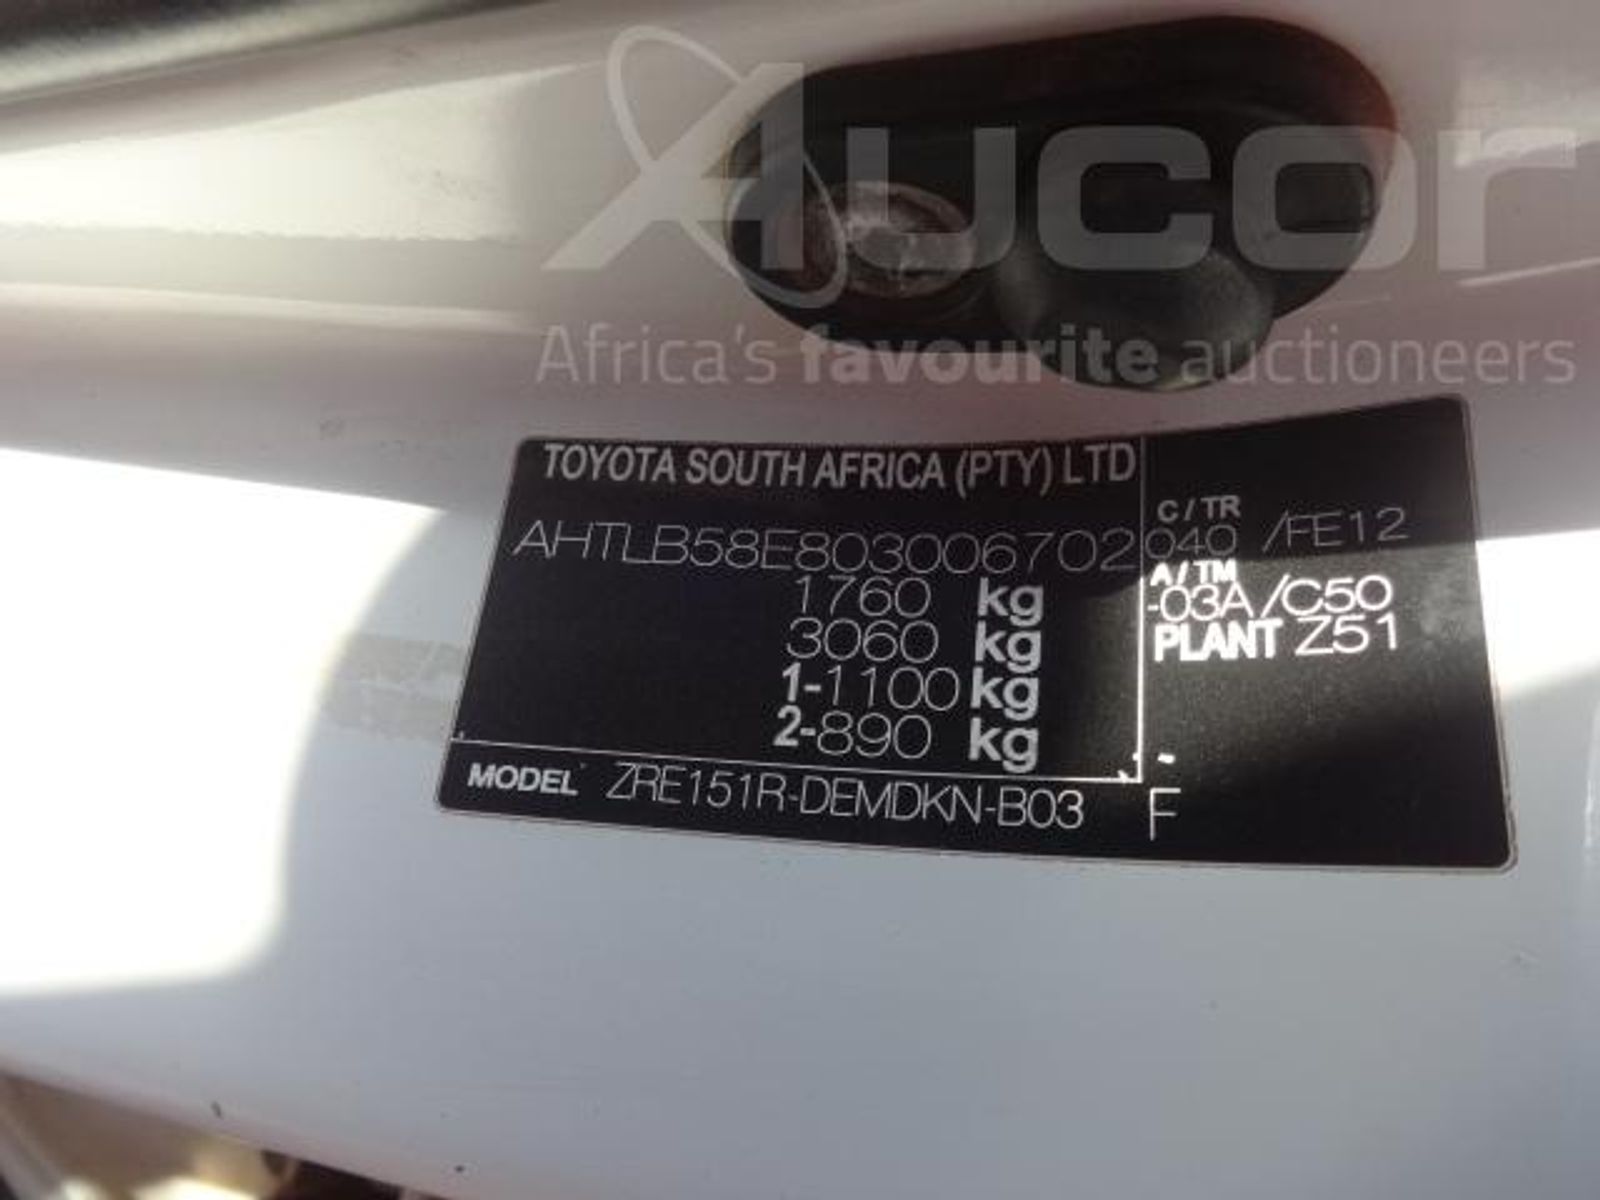 Aucor
Africa's favourite auctioneers
TOYOTA SOUTH AFRICA (PTY) LTD
AHTLB58E803006702
1760 kg
3060 kg
1-1100 kg
2-890 kg
MODEL ZRE151R-DEMDKN-B03
C / TR
040 /FE12
A / TM
-03A /C50
PLANT Z51
-
F